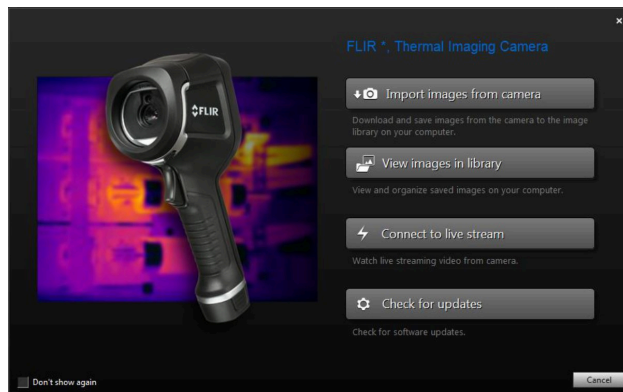 FLIR *, Thermal Imaging Camera
FLIR
Import images from camera
Download and save images from the camera to the image
library on your computer.
View images in library
View and organize saved images on your computer.
Connect to live stream
Watch live streaming video from camera.
Check for updates
Check for software updates.
Don't show again
Cancel